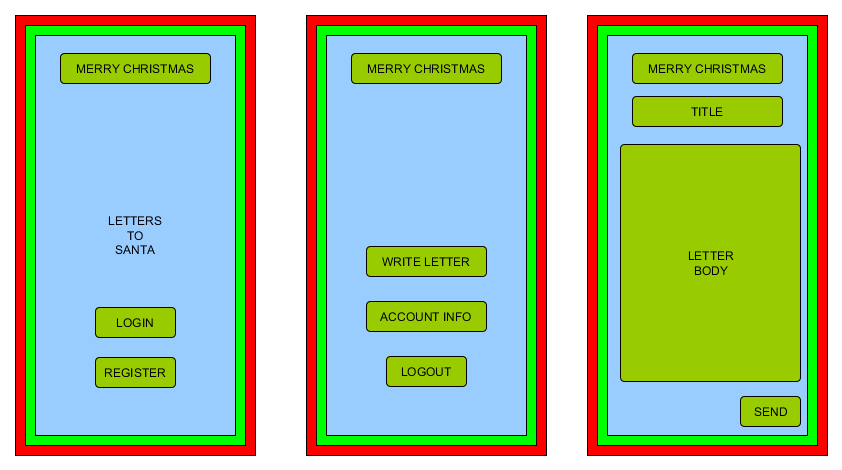 MERRY CHRISTMAS
LETTERS
TO
SANTA
LOGIN
REGISTER
MERRY CHRISTMAS
WRITE LETTER
ACCOUNT INFO
LOGOUT
MERRY CHRISTMAS
TITLE
LETTER
BODY
SEND